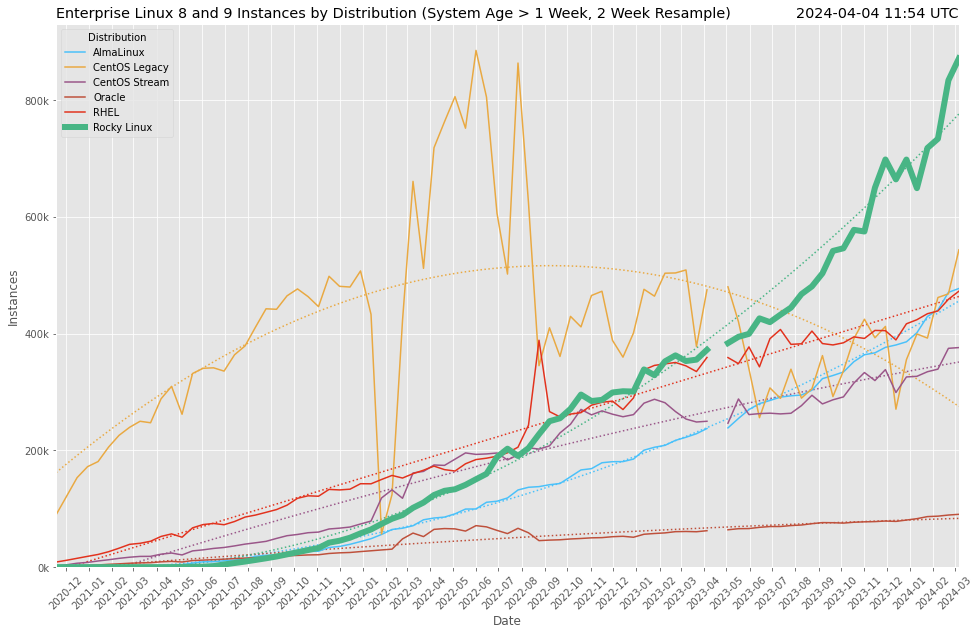 Enterprise Linux 8 and 9 Instances by Distribution (System Age > 1 Week, 2 Week Resample)
2024-04-04 11:54 UTC
Distribution
AlmaLinux
CentOS Legacy
CentOS Stream
Oracle
RHEL
Rocky Linux
800k
600k
400k
200k
0k
Instances
2020-12
2021-01
2021-02
2021-03
2021-04
2021-05
2021-06
2021-07
2021-08
2021-09
2021-10
2021-11
2021-12
2022-01
2022-02
2022-03
2022-04
2022-05
2022-06
2022-07
2022-08
2022-09
2022-10
2022-11
2022-12
2023-01
2023-02
2023-03
2023-04
2023-05
2023-06
2023-07
2023-08
2023-09
2023-10
2023-11
2023-12
2024-01
2024-02
2024-03
Date